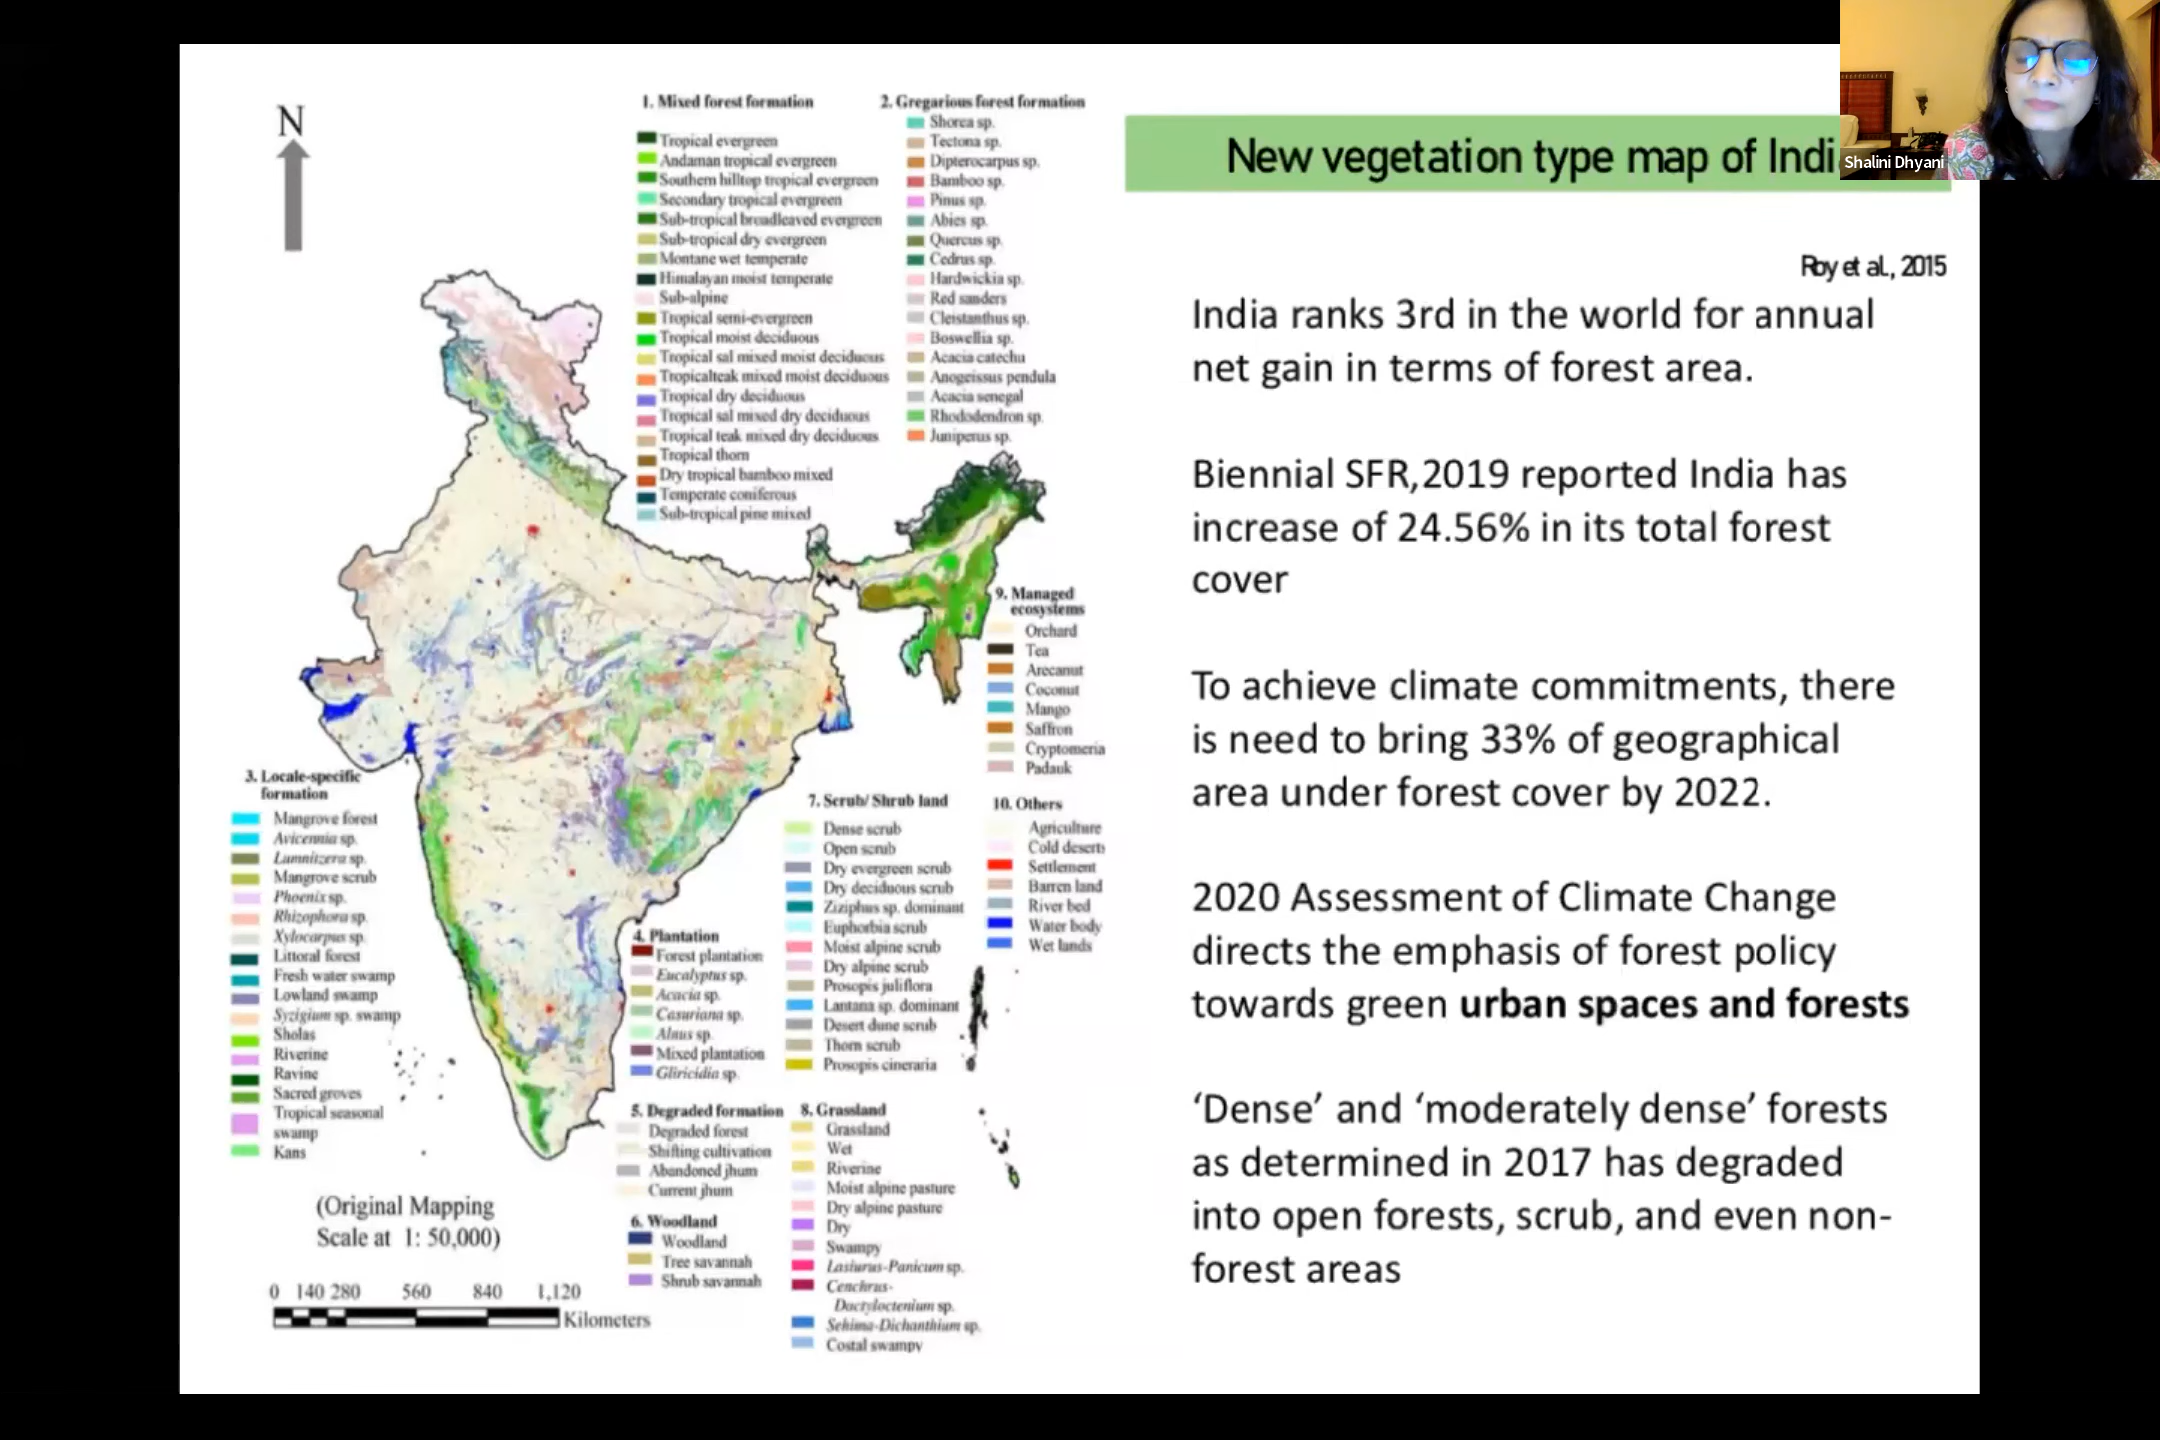 N
1. Mixed forest formation
Tropical evergreen
Andaman tropical evergreen
Southern hilltop tropical evergreen
Secondary tropical evergreen
Sub-tropical broadleaved evergreen
Sub-tropical dry evergreen
Montane wet temperate
Himalayan moist temperate
Sub-alpine
Tropical semi-evergreen
Tropical moist deciduous
Tropical sal mixed moist deciduous
Tropicalteak mixed moist deciduous
Tropical dry deciduous
Tropical sal mixed dry deciduous
Tropical teak mixed dry deciduous
Tropical thorn
Dry tropical bamboo mixed
Temperate coniferous
Sub-tropical pine mixed
2. Gregarious forest formation
Shorea sp.
Tectona sp.
Dipterocarpus sp.
Bamboo sp.
Pinus sp.
Abies sp.
Quercus sp.
Cedrus sp.
Hardwickia sp.
Red sanders
Cleistanthus sp.
Boswellia sp.
Acacia catechu
Anogeissus pendula
Acacia senegal
Rhododendron sp.
Juniperus sp.
3. Locale-specific
formation
Mangrove forest
Avicennia sp.
Lumnitzera sp.
Mangrove scrub
Phoenix sp.
Rhizophora sp.
Xylocarpus sp.
Littoral forest
Fresh water swamp
Lowland swamp
Syzigium sp. swamp
Sholas
Riverine
Ravine
Sacred groves
Tropical seasonal
swamp
Kans
4. Plantation
Forest plantation
Eucalyptus sp.
Acacia sp.
Casuriana sp.
Alnus sp.
Mixed plantation
Gliricidia sp.
5. Degraded formation
Degraded forest
Shifting cultivation
Abandoned jhum
Current jhum
6. Woodland
Woodland
Tree savannah
Shrub savannah
7. Scrub/ Shrub land
Dense scrub
Open scrub
Dry evergreen scrub
Dry deciduous scrub
Ziziphus sp. dominant
Euphorbia scrub
Moist alpine scrub
Dry alpine scrub
Prosopis juliflora
Lantana sp. dominant
Desert dune scrub
Thorn scrub
Prosopis cineraria
8. Grassland
Grassland
Wet
Riverine
Moist alpine pasture
Dry alpine pasture
Dry
Swampy
Lasiurus-Panicum sp.
Cenchrus-
Dactyloctenium sp.
Sehima-Dichanthium sp.
Costal swampy
9. Managed
ecosystems
Orchard
Tea
Arecanut
Coconut
Mango
Saffron
Cryptomeria
Padauk
10. Others
Agriculture
Cold deserts
Settlement
Barren land
River bed
Water body
Wet lands
(Original Mapping
Scale at 1: 50,000)
0 140 280 560 840 1,120
Kilometers
New vegetation type map of Indi
Shalini Dhyani
Roy et al., 2015
India ranks 3rd in the world for annual
net gain in terms of forest area.
Biennial SFR,2019 reported India has
increase of 24.56% in its total forest
cover
To achieve climate commitments, there
is need to bring 33% of geographical
area under forest cover by 2022.
2020 Assessment of Climate Change
directs the emphasis of forest policy
towards green urban spaces and forests
‘Dense’ and ‘moderately dense’ forests
as determined in 2017 has degraded
into open forests, scrub, and even non-
forest areas